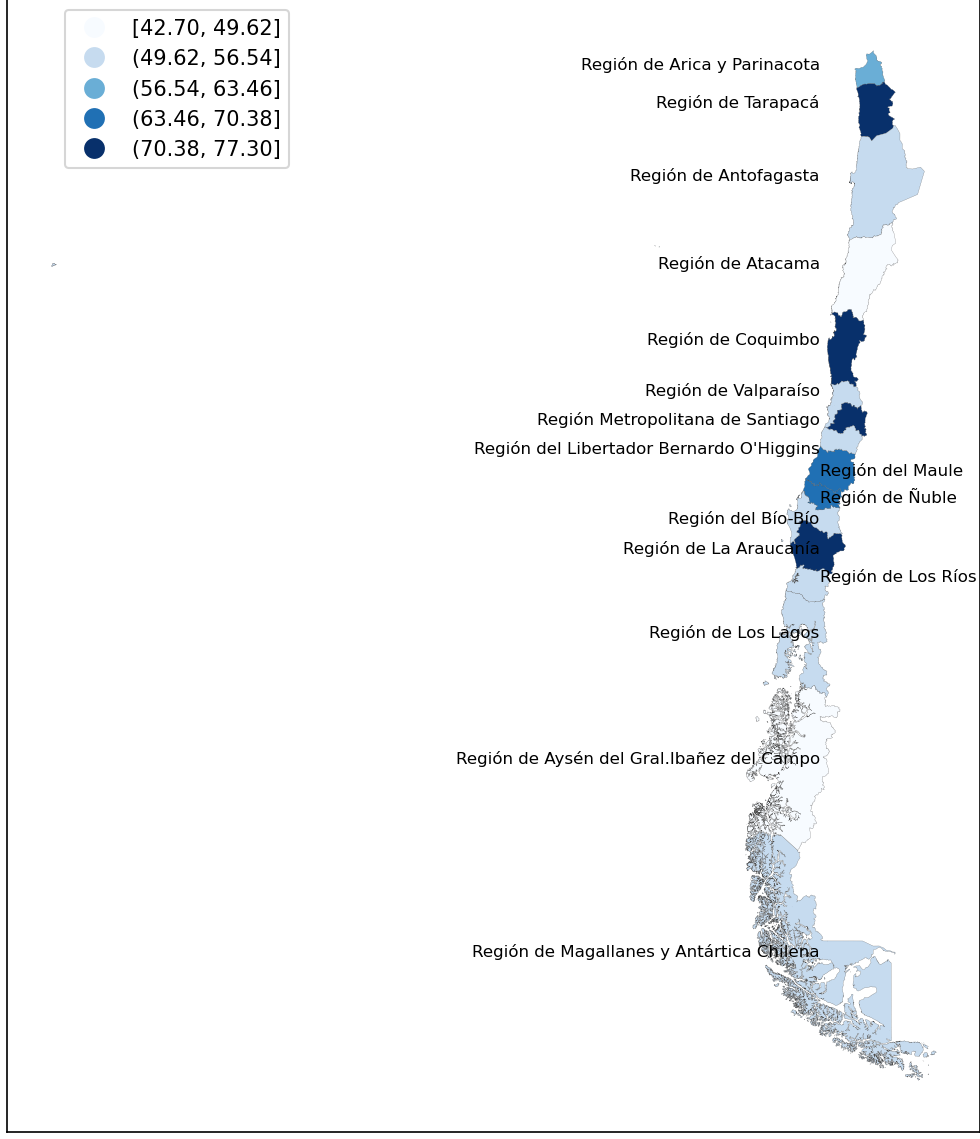 [42.70, 49.62]
(49.62, 56.54]
(56.54, 63.46]
(63.46, 70.38]
(70.38, 77.30]
Región de Arica y Parinacota
Región de Tarapacá
Región de Antofagasta
Región de Atacama
Región de Coquimbo
Región de Valparaíso
Región Metropolitana de Santiago
Región del Libertador Bernardo O'Higgins
Región del Maule
Región de Ñuble
Región del Bío-Bío
Región de La Araucanía
Región de Los Ríos
Región de Los Lagos
Región de Aysén del Gral.Ibañez del Campo
Región de Magallanes y Antártica Chilena